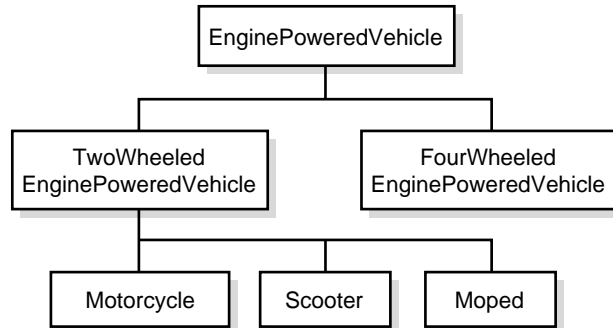 EnginePoweredVehicle
TwoWheeled
EnginePoweredVehicle
FourWheeled
EnginePoweredVehicle
Motorcycle
Scooter
Moped